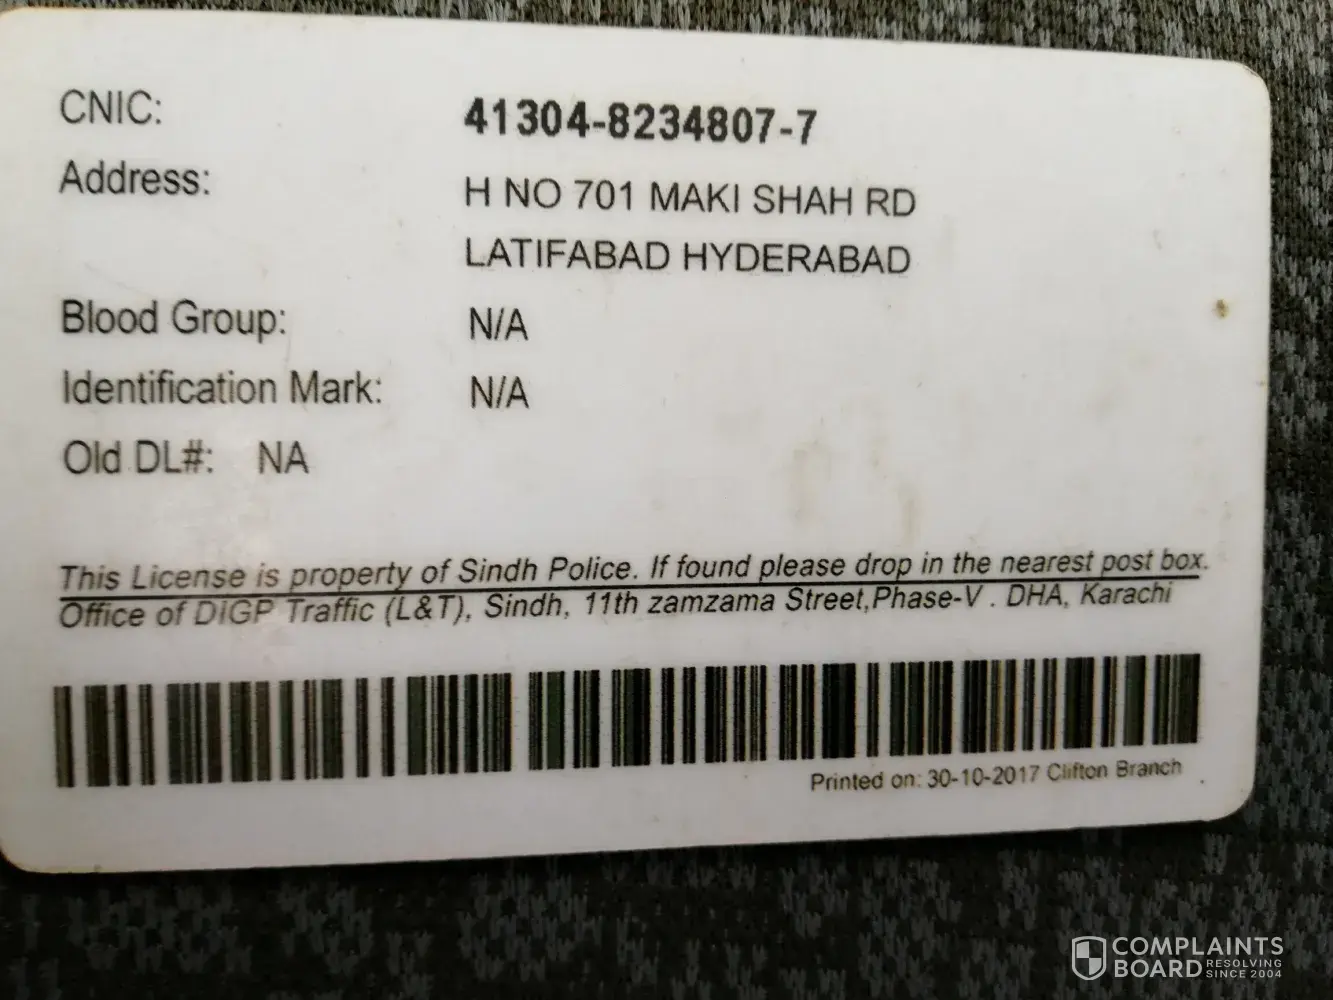 CNIC: 41304-8234807-7
Address: H NO 701 MAKI SHAH RD
LATIFABAD HYDERABAD
Blood Group: N/A
Identification Mark: N/A
Old DL#: NA
This License is property of Sindh Police. If found please drop in the nearest post box.
Office of DIGP Traffic (L&T), Sindh, 11th zamzama Street,Phase-V . DHA, Karachi
Printed on: 30-10-2017 Clifton Branch
COMPLAINTS
BOARD RESOLVING
SINCE 2004